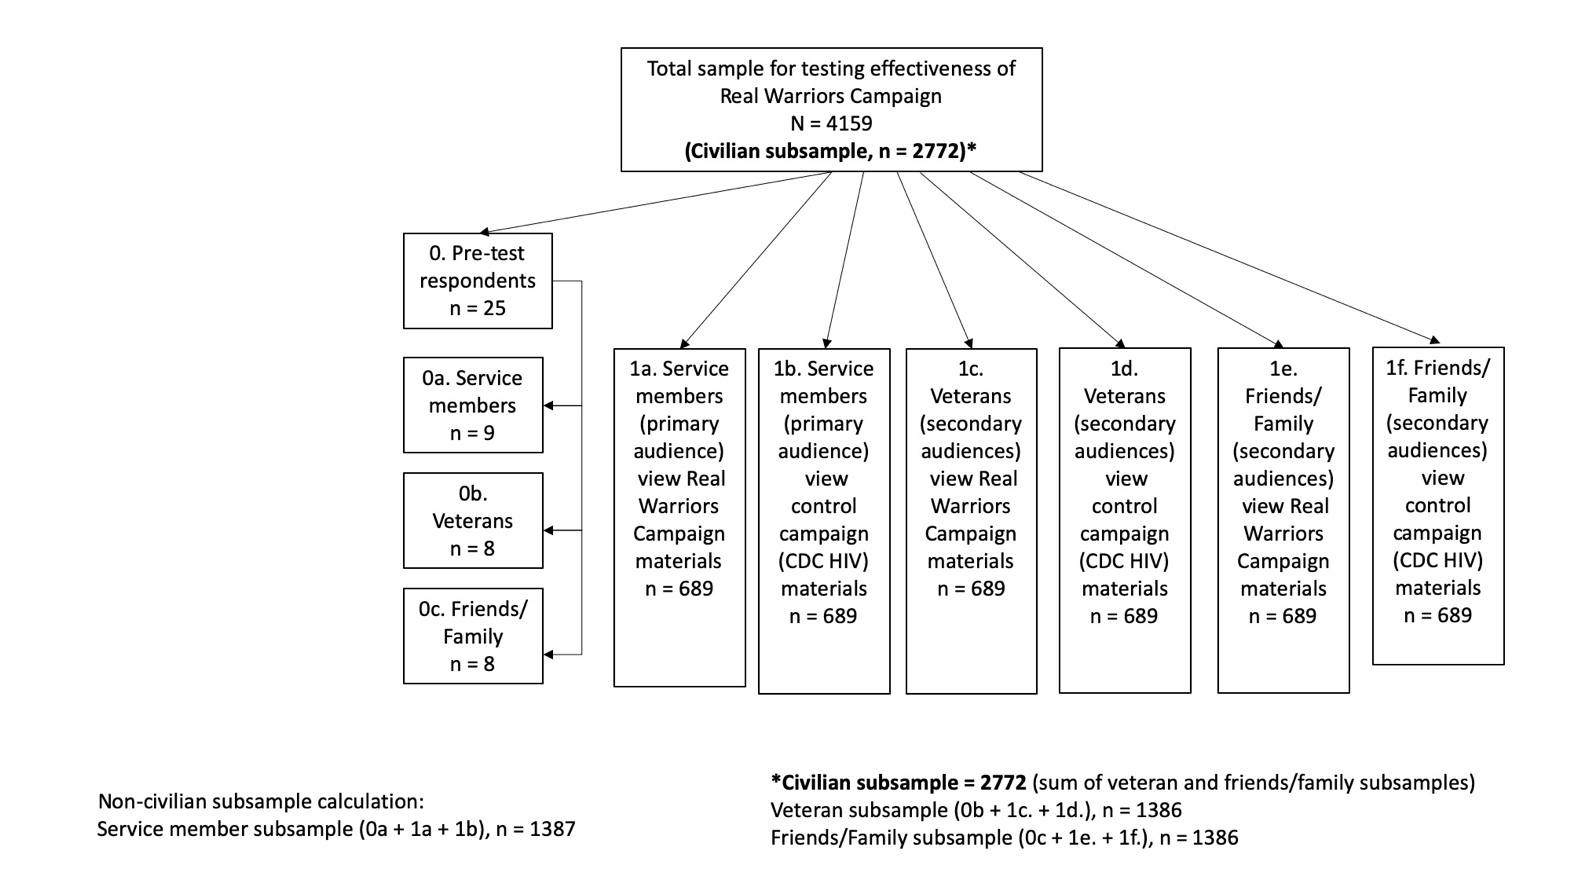 Total sample for testing effectiveness of
Real Warriors Campaign
N = 4159
(Civilian subsample, n = 2772)*
0. Pre-test
respondents
n = 25
0a. Service
members
n = 9
0b.
Veterans
n = 8
0c. Friends/
Family
n = 8
1a. Service
members
(primary
audience)
view Real
Warriors
Campaign
materials
n = 689
1b. Service
members
(primary
audience)
view
control
campaign
(CDC HIV)
materials
n = 689
1c.
Veterans
(secondary
audiences)
view Real
Warriors
Campaign
materials
n = 689
1d.
Veterans
(secondary
audiences)
view
control
campaign
(CDC HIV)
materials
n = 689
1e.
Friends/
Family
(secondary
audiences)
view Real
Warriors
Campaign
materials
n = 689
1f. Friends/
Family
(secondary
audiences)
view
control
campaign
(CDC HIV)
materials
n = 689
Non-civilian subsample calculation:
Service member subsample (0a + 1a + 1b), n = 1387
*Civilian subsample = 2772 (sum of veteran and friends/family subsamples)
Veteran subsample (0b + 1c. + 1d.), n = 1386
Friends/Family subsample (0c + 1e. + 1f.), n = 1386